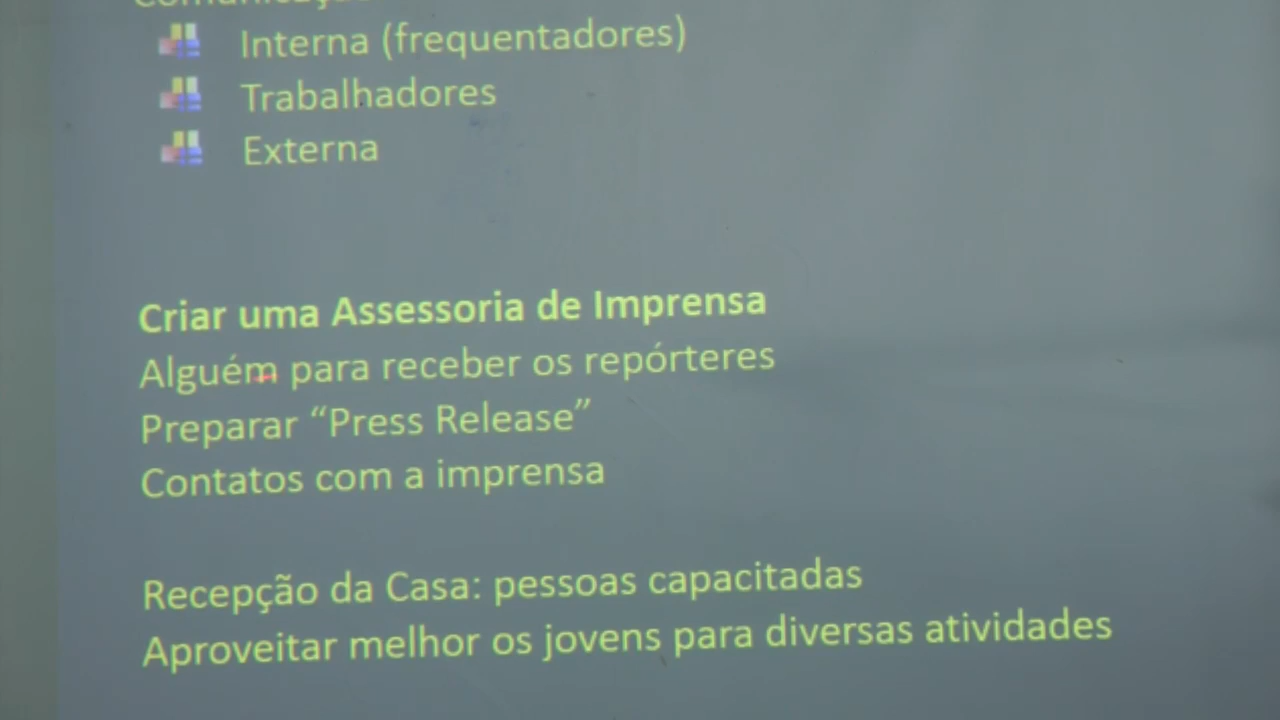 Interna (frequentadores)
Trabalhadores
Externa
Criar uma Assessoria de Imprensa
Alguém para receber os repórteres
Preparar “Press Release”
Contatos com a imprensa
Recepção da Casa: pessoas capacitadas
Aproveitar melhor os jovens para diversas atividades